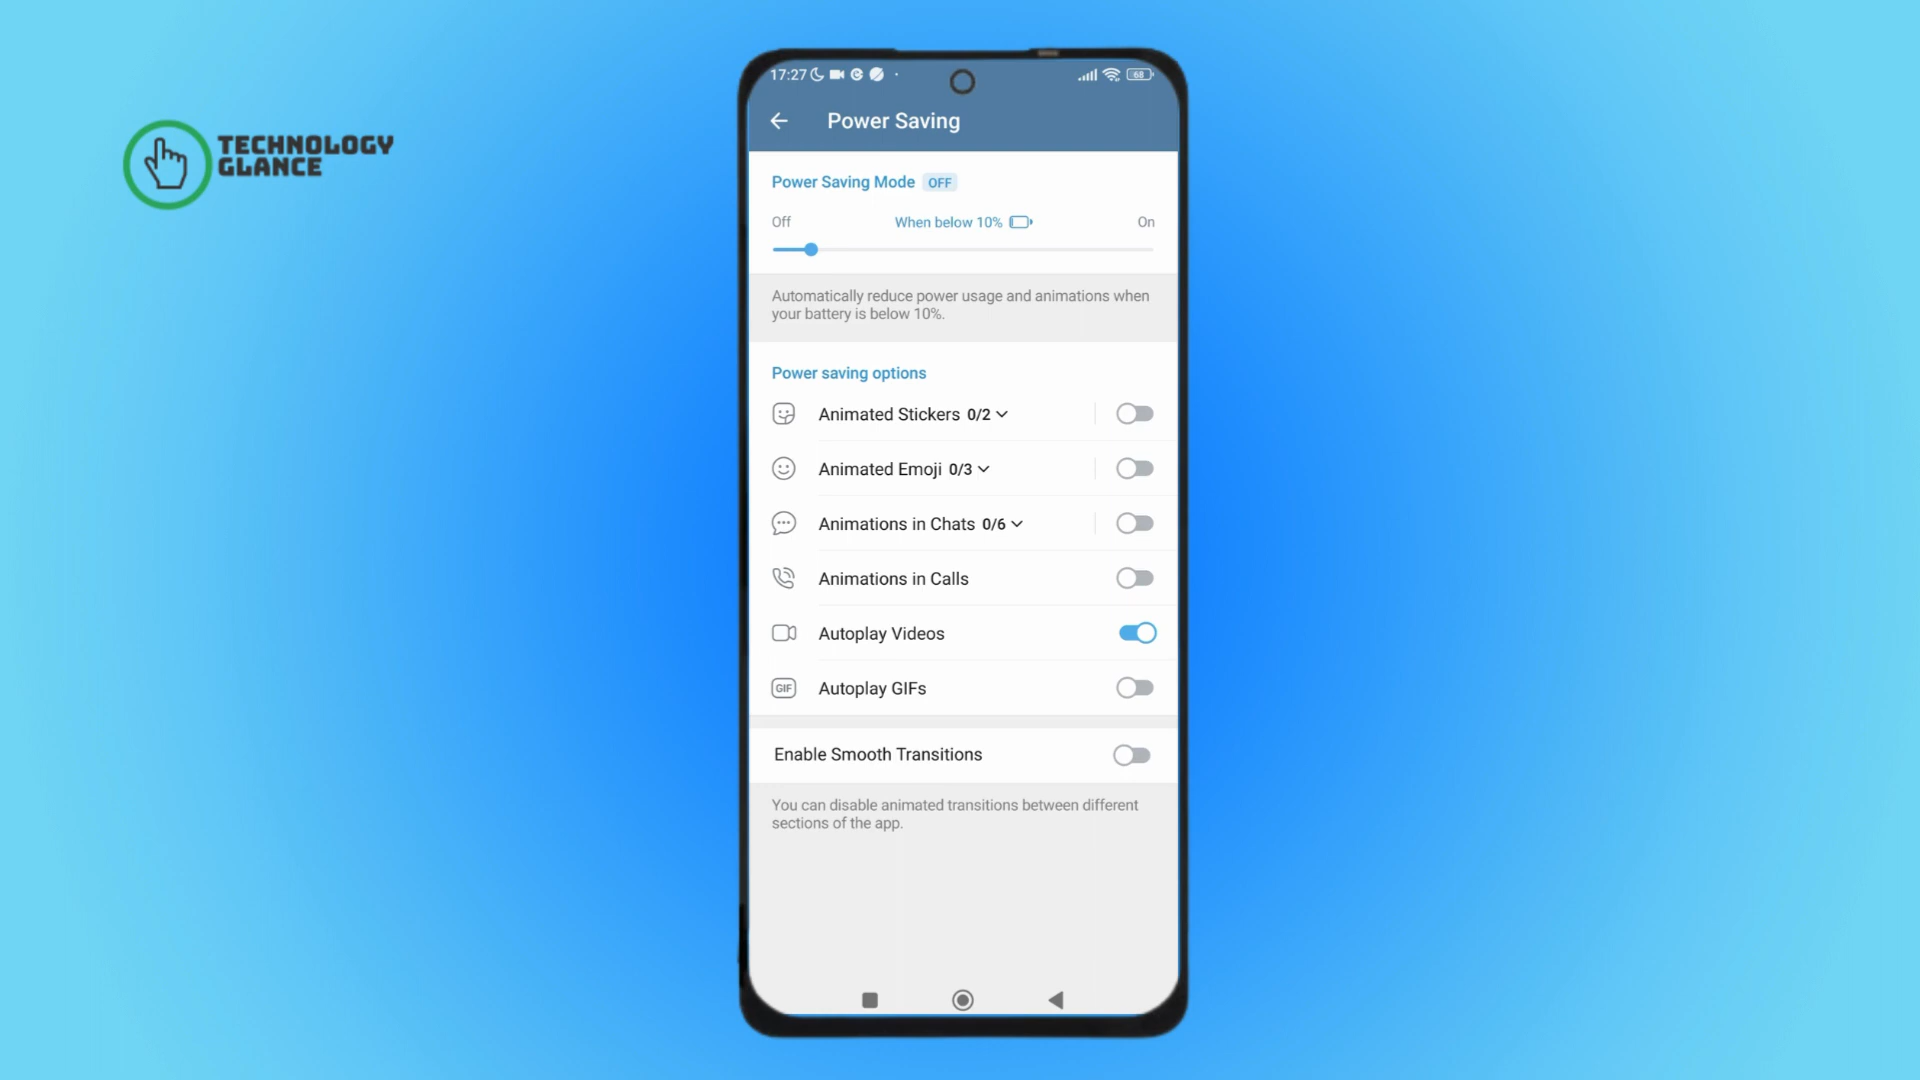 TECHNOLOGY
GLANCE
17:27
68
Power Saving
Power Saving Mode OFF
Off When below 10% On
Automatically reduce power usage and animations when
your battery is below 10%.
Power saving options
Animated Stickers 0/2
Animated Emoji 0/3
Animations in Chats 0/6
Animations in Calls
Autoplay Videos
GIF Autoplay GIFs
Enable Smooth Transitions
You can disable animated transitions between different
sections of the app.